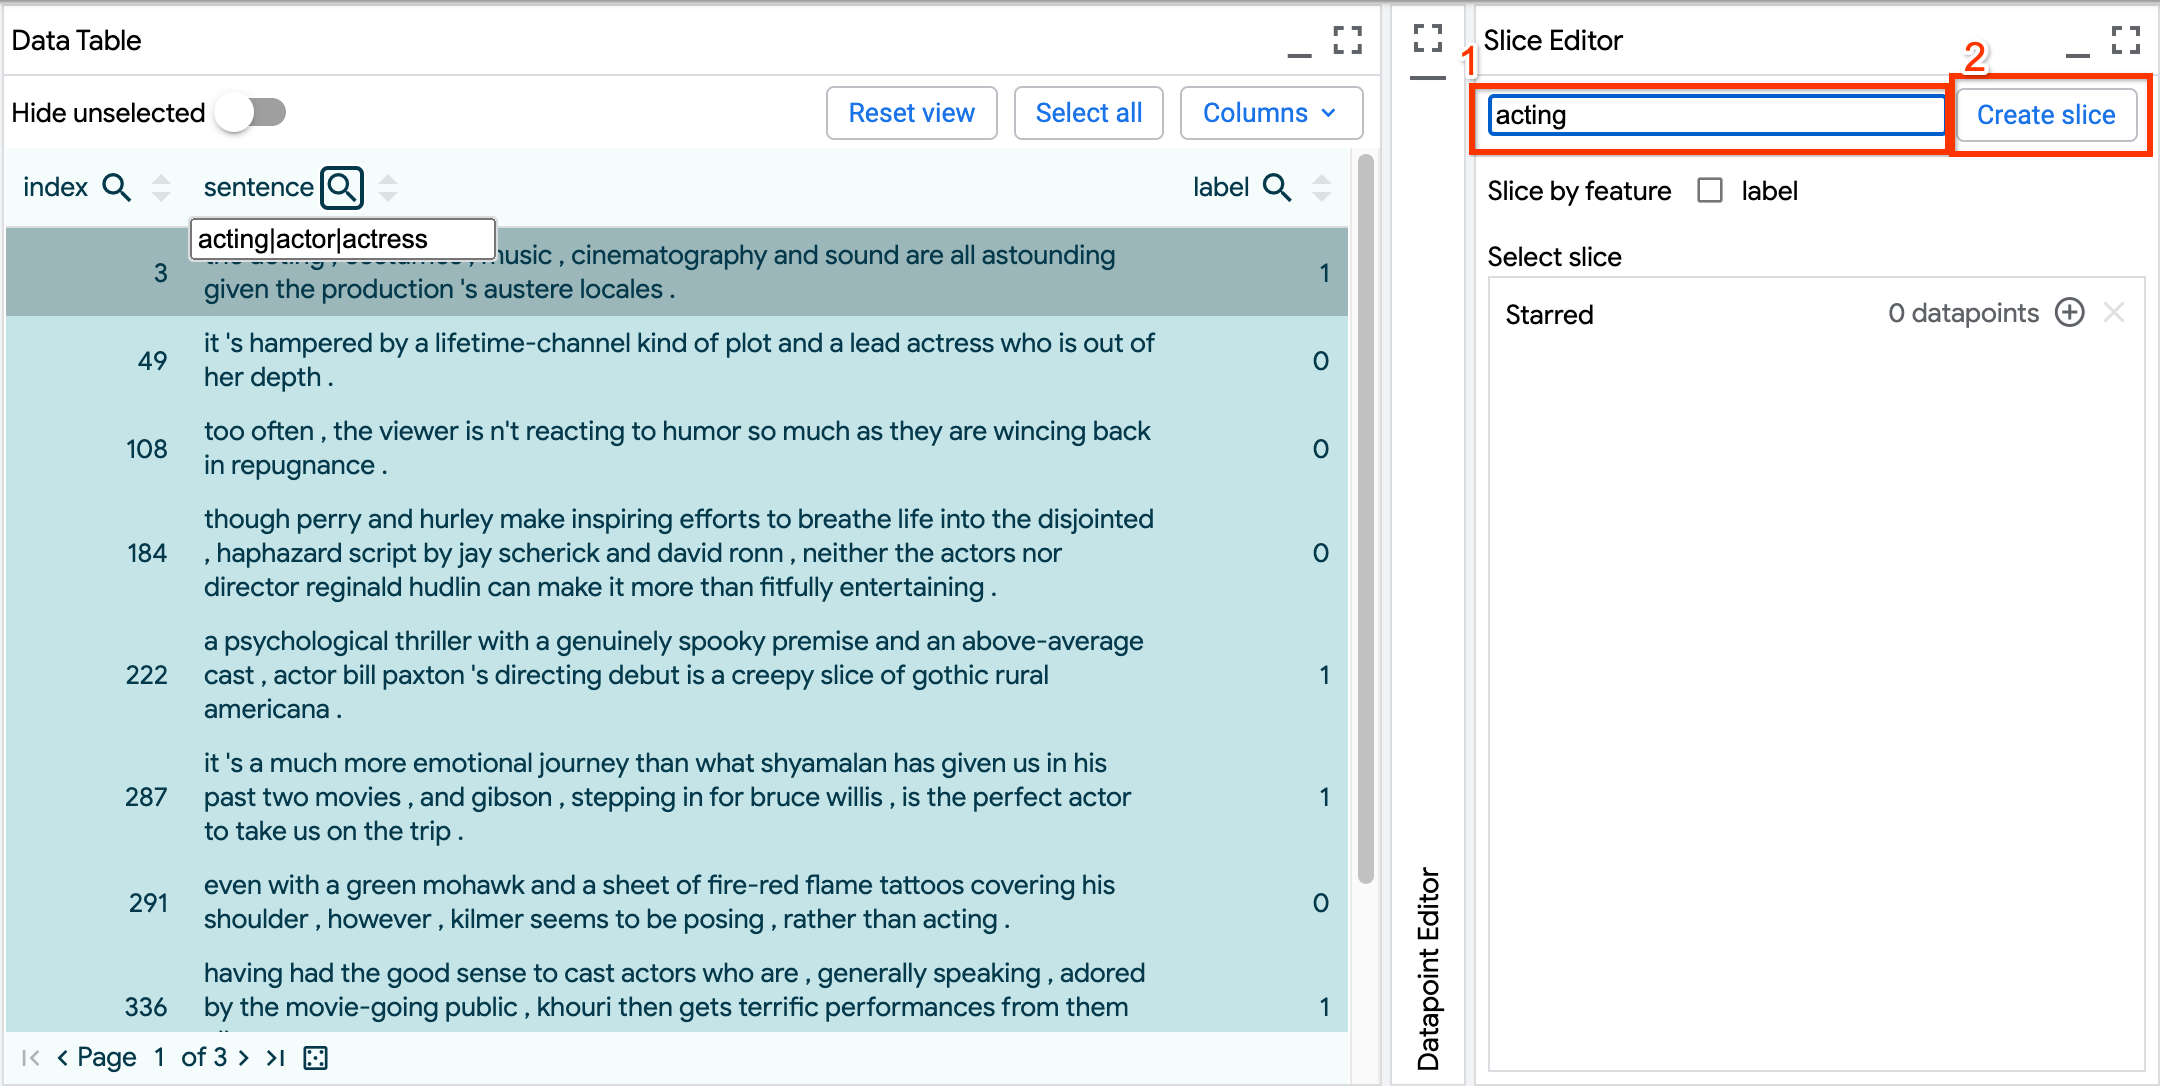 Data Table
Hide unselected
Reset view
Select all
Columns
index
sentence
label
acting|actor|actress
3
music , cinematography and sound are all astounding
given the production 's austere locales .
1
49
it 's hampered by a lifetime-channel kind of plot and a lead actress who is out of
her depth .
0
108
too often , the viewer is n't reacting to humor so much as they are wincing back
in repugnance .
0
184
though perry and hurley make inspiring efforts to breathe life into the disjointed
, haphazard script by jay scherick and david ronn , neither the actors nor
director reginald hudlin can make it more than fitfully entertaining .
0
222
a psychological thriller with a genuinely spooky premise and an above-average
cast , actor bill paxton 's directing debut is a creepy slice of gothic rural
americana .
1
287
it 's a much more emotional journey than what shyamalan has given us in his
past two movies , and gibson , stepping in for bruce willis , is the perfect actor
to take us on the trip .
1
291
even with a green mohawk and a sheet of fire-red flame tattoos covering his
shoulder , however , kilmer seems to be posing , rather than acting .
0
336
having had the good sense to cast actors who are , generally speaking , adored
by the movie-going public , khouri then gets terrific performances from them
1
Page 1 of 3
Datapoint Editor
Slice Editor
1
2
acting
Create slice
Slice by feature
label
Select slice
Starred
0 datapoints